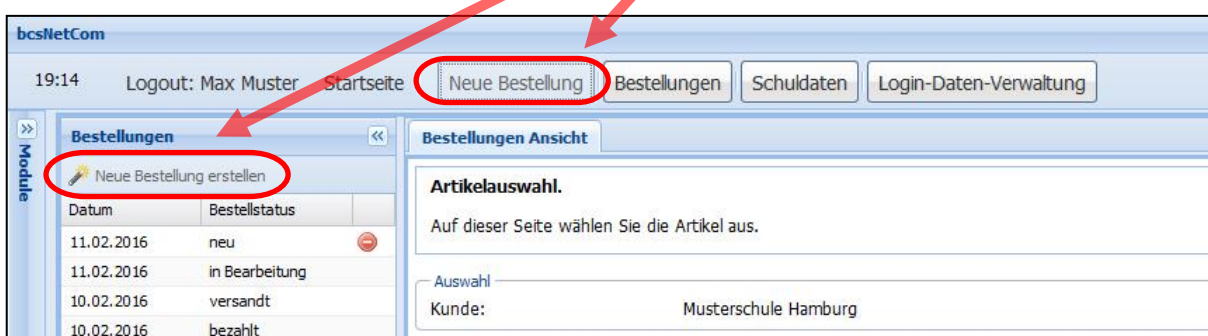 bcsNetCom
19:14 Logout: Max Muster Startseite Neue Bestellung Bestellungen Schuldaten Login-Daten-Verwaltung
Module
Bestellungen
Neue Bestellung erstellen
Datum Bestellstatus
11.02.2016 neu
11.02.2016 in Bearbeitung
10.02.2016 versandt
10.02.2016 bezahlt
Bestellungen Ansicht
Artikelauswahl.
Auf dieser Seite wählen Sie die Artikel aus.
Auswahl
Kunde: Musterschule Hamburg